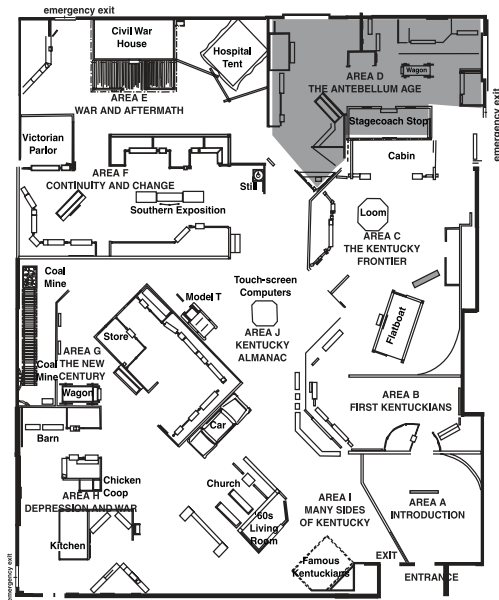 emergency exit
Civil War
House
Hospital
Tent
AREA D
THE ANTEBELLUM AGE
Wagon
AREA E
WAR AND AFTERMATH
Stagecoach Stop
emergency exit
Victorian
Parlor
Cabin
AREA F
CONTINUITY AND CHANGE
Still
Southern Exposition
Loom
AREA C
THE KENTUCKY
FRONTIER
Coal
Mine
Touch-screen
Computers
Model T
AREA J
KENTUCKY
ALMANAC
Flatboat
Store
AREA G
THE NEW
CENTURY
Coal
Mine
Wagon
AREA B
FIRST KENTUCKIANS
Car
Barn
Chicken
Coop
AREA H
DEPRESSION AND WAR
Church
'60s
Living
Room
AREA I
MANY SIDES
OF KENTUCKY
AREA A
INTRODUCTION
Kitchen
Famous
Kentuckians
EXIT
ENTRANCE
emergency exit